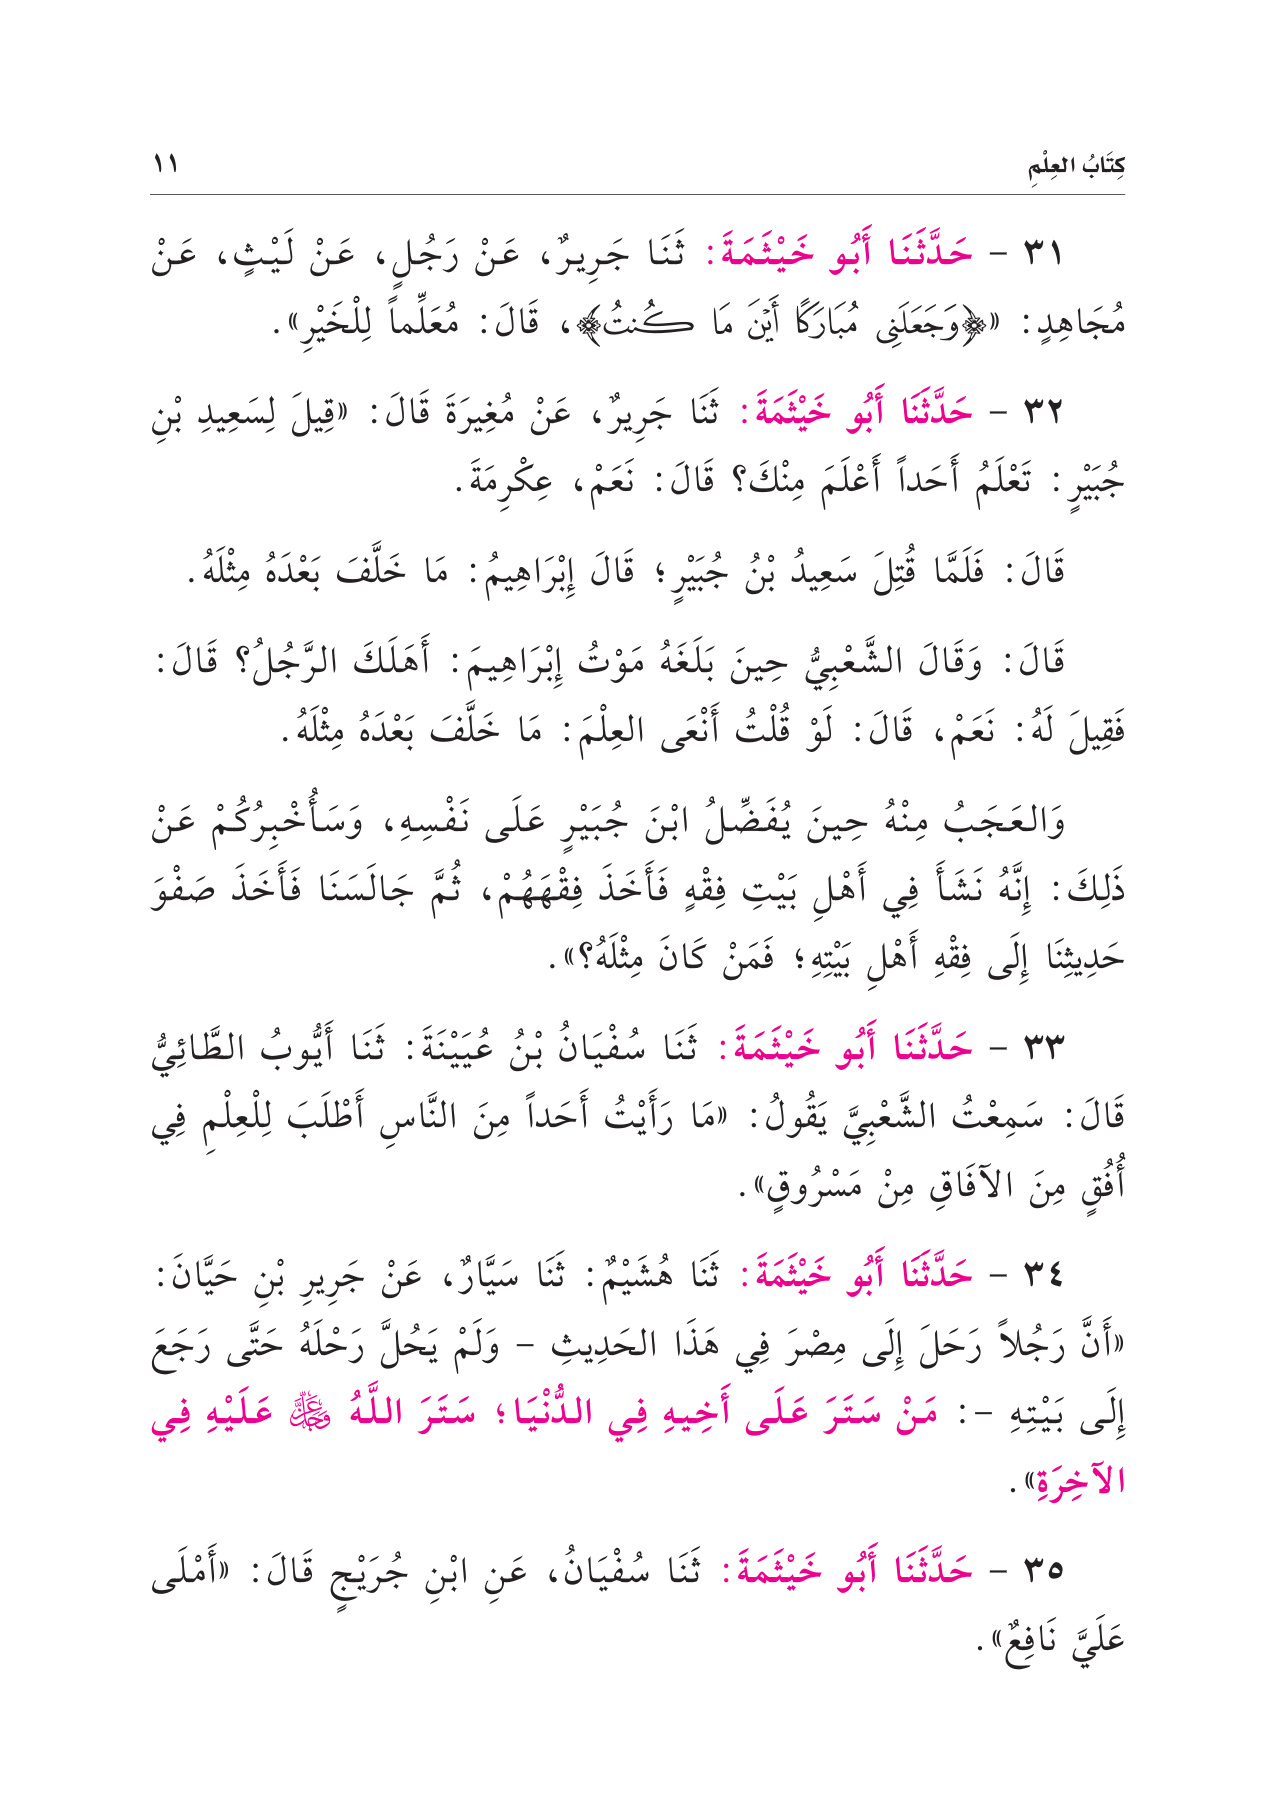 كِتَابُ العِلْمِ ١١
٣١ - حَدَّثَنَا أَبُو خَيْثَمَةَ: ثَنَا جَرِيرٌ، عَنْ رَجُلٍ، عَنْ لَيْثٍ، عَنْ
مُجَاهِدٍ: «﴿وَجَعَلَنِى مُبَارَكًا أَيْنَ مَا كُنتُ﴾، قَالَ: مُعَلِّماً لِلْخَيْرِ».
٣٢ - حَدَّثَنَا أَبُو خَيْثَمَةَ: ثَنَا جَرِيرٌ، عَنْ مُغِيرَةَ قَالَ: «قِيلَ لِسَعِيدِ بْنِ
جُبَيْرٍ: تَعْلَمُ أَحَداً أَعْلَمَ مِنْكَ؟ قَالَ: نَعَمْ، عِكْرِمَةَ.
قَالَ: فَلَمَّا قُتِلَ سَعِيدُ بْنُ جُبَيْرٍ؛ قَالَ إِبْرَاهِيمُ: مَا خَلَّفَ بَعْدَهُ مِثْلَهُ.
قَالَ: وَقَالَ الشَّعْبِيُّ حِينَ بَلَغَهُ مَوْتُ إِبْرَاهِيمَ: أَهَلَكَ الرَّجُلُ؟ قَالَ:
فَقِيلَ لَهُ: نَعَمْ، قَالَ: لَوْ قُلْتُ أَنْعَى العِلْمَ: مَا خَلَّفَ بَعْدَهُ مِثْلَهُ.
وَالعَجَبُ مِنْهُ حِينَ يُفَضِّلُ ابْنَ جُبَيْرٍ عَلَى نَفْسِهِ، وَسَأُخْبِرُكُمْ عَنْ
ذَلِكَ: إِنَّهُ نَشَأَ فِي أَهْلِ بَيْتِ فِقْهٍ فَأَخَذَ فِقْهَهُمْ، ثُمَّ جَالَسَنَا فَأَخَذَ صَفْوَ
حَدِيثِنَا إِلَى فِقْهِ أَهْلِ بَيْتِهِ؛ فَمَنْ كَانَ مِثْلَهُ؟».
٣٣ - حَدَّثَنَا أَبُو خَيْثَمَةَ: ثَنَا سُفْيَانُ بْنُ عُيَيْنَةَ: ثَنَا أَيُّوبُ الطَّائِيُّ
قَالَ: سَمِعْتُ الشَّعْبِيَّ يَقُولُ: «مَا رَأَيْتُ أَحَداً مِنَ النَّاسِ أَطْلَبَ لِلْعِلْمِ فِي
أُفُقٍ مِنَ الآفَاقِ مِنْ مَسْرُوقٍ».
٣٤ - حَدَّثَنَا أَبُو خَيْثَمَةَ: ثَنَا هُشَيْمٌ: ثَنَا سَيَّارٌ، عَنْ جَرِيرِ بْنِ حَيَّانَ:
«أَنَّ رَجُلاً رَحَلَ إِلَى مِصْرَ فِي هَذَا الحَدِيثِ - وَلَمْ يَحُلَّ رَحْلَهُ حَتَّى رَجَعَ
إِلَى بَيْتِهِ -: مَنْ سَتَرَ عَلَى أَخِيهِ فِي الدُّنْيَا؛ سَتَرَ اللَّهُ عَزَّ وَجَلَّ عَلَيْهِ فِي
الآخِرَةِ».
٣٥ - حَدَّثَنَا أَبُو خَيْثَمَةَ: ثَنَا سُفْيَانُ، عَنِ ابْنِ جُرَيْجٍ قَالَ: «أَمْلَى
عَلَيَّ نَافِعٌ».